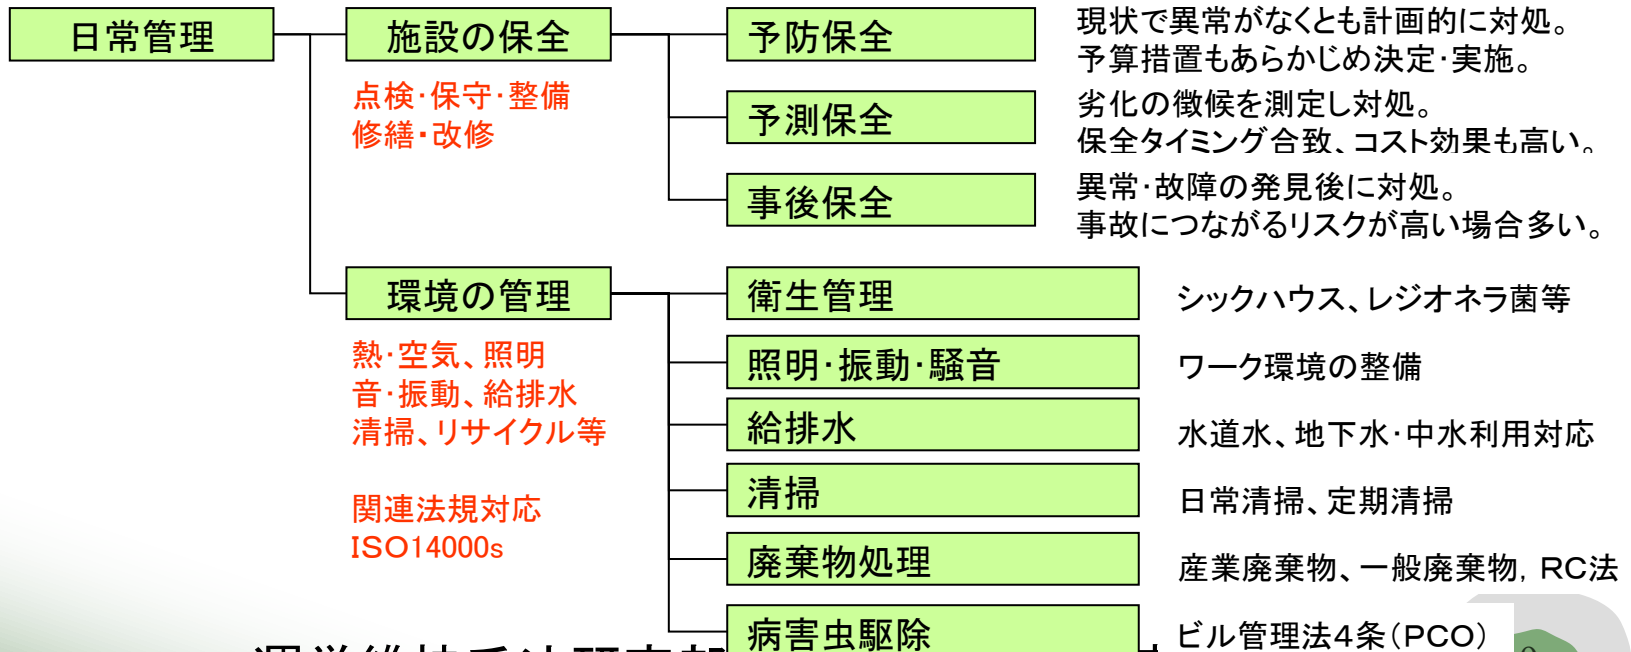 日常管理
施設の保全
点検・保守・整備
修繕・改修
予防保全
現状で異常がなくとも計画的に対処。
予算措置もあらかじめ決定・実施。
予測保全
劣化の徴候を測定し対処。
保全タイミング合致、コスト効果も高い。
事後保全
異常・故障の発見後に対処。
事故につながるリスクが高い場合多い。
環境の管理
熱・空気、照明
音・振動、給排水
清掃、リサイクル等
関連法規対応
ISO14000s
衛生管理
シックハウス、レジオネラ菌等
照明・振動・騒音
ワーク環境の整備
給排水
水道水、地下水・中水利用対応
清掃
日常清掃、定期清掃
廃棄物処理
産業廃棄物、一般廃棄物, RC法
病害虫駆除
ビル管理法4条(PCO)